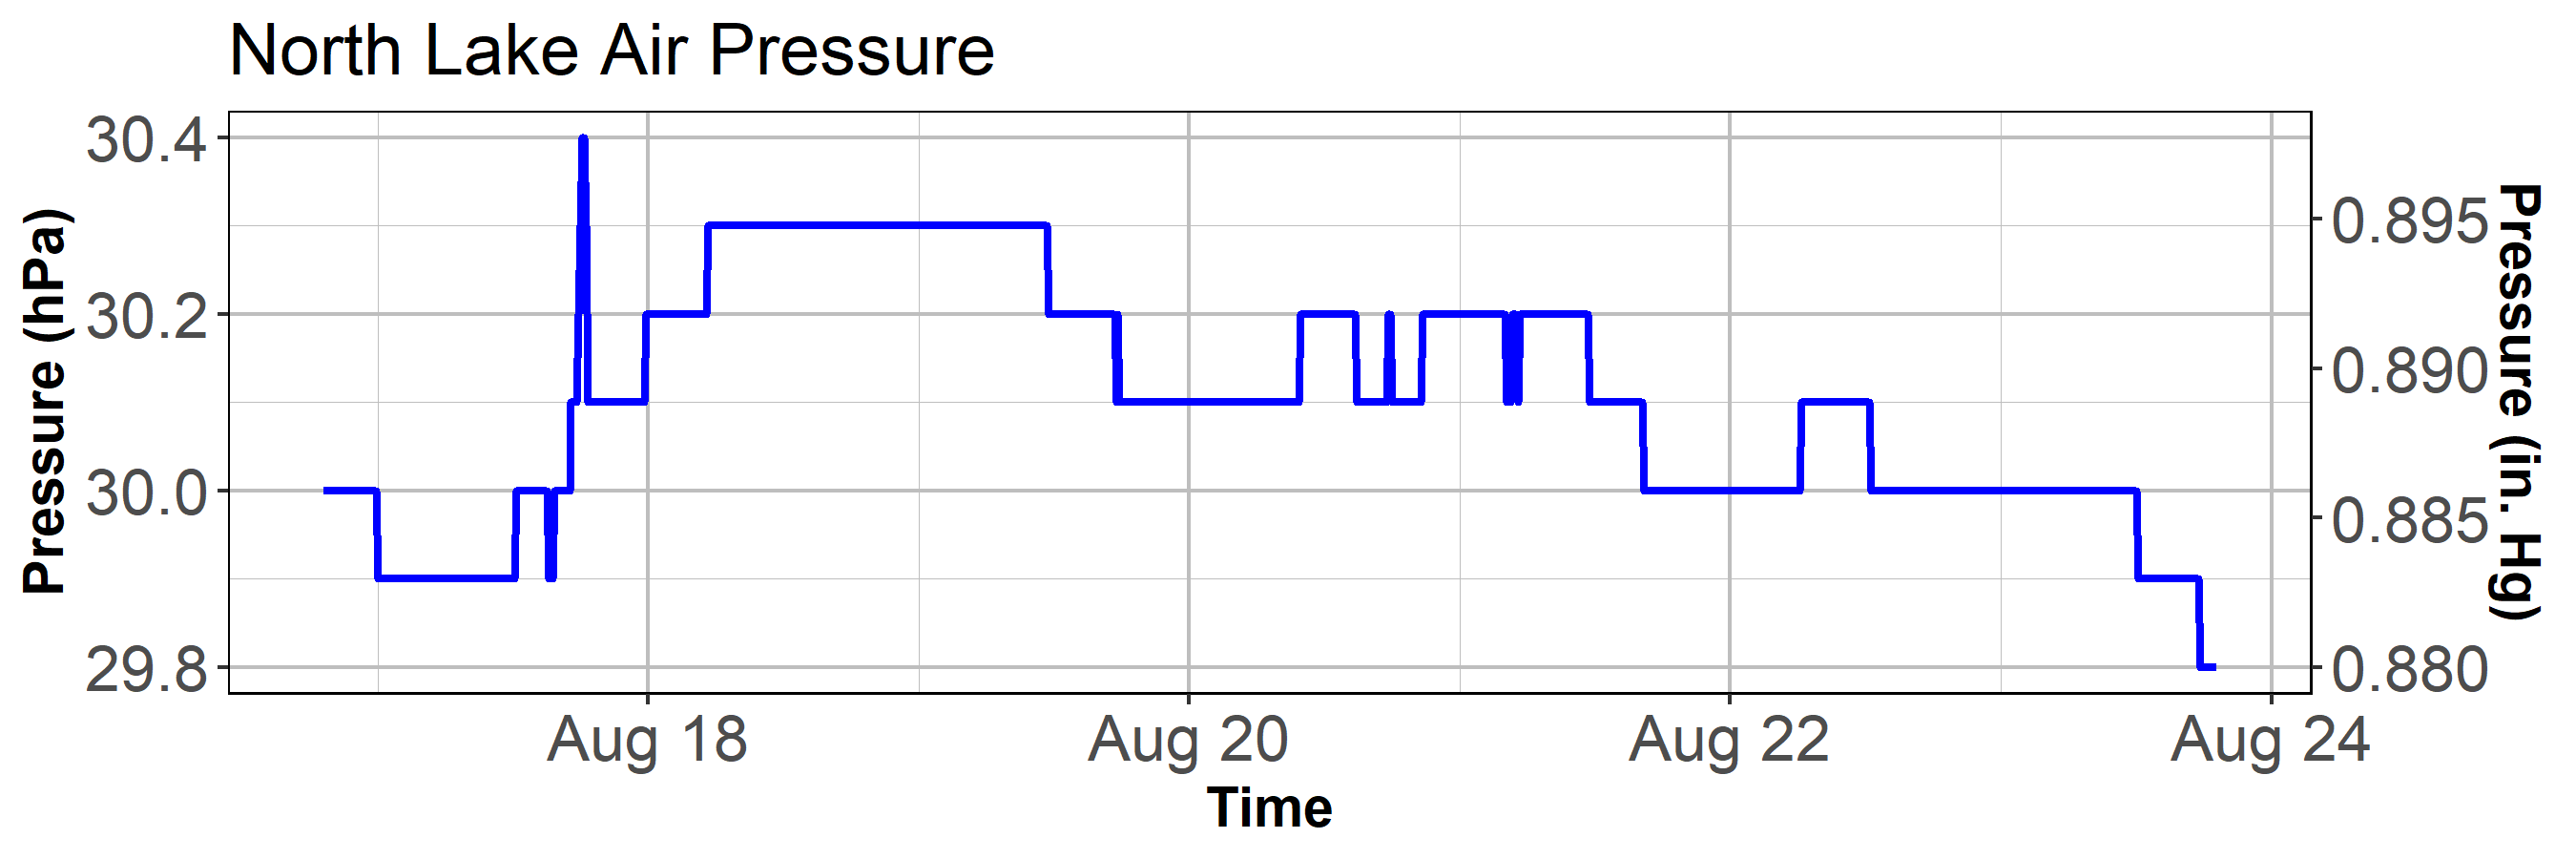 North Lake Air Pressure
Pressure (hPa)
30.4
30.2
30.0
29.8
0.895
0.890
0.885
0.880
Pressure (in. Hg)
Aug 18
Aug 20
Aug 22
Aug 24
Time